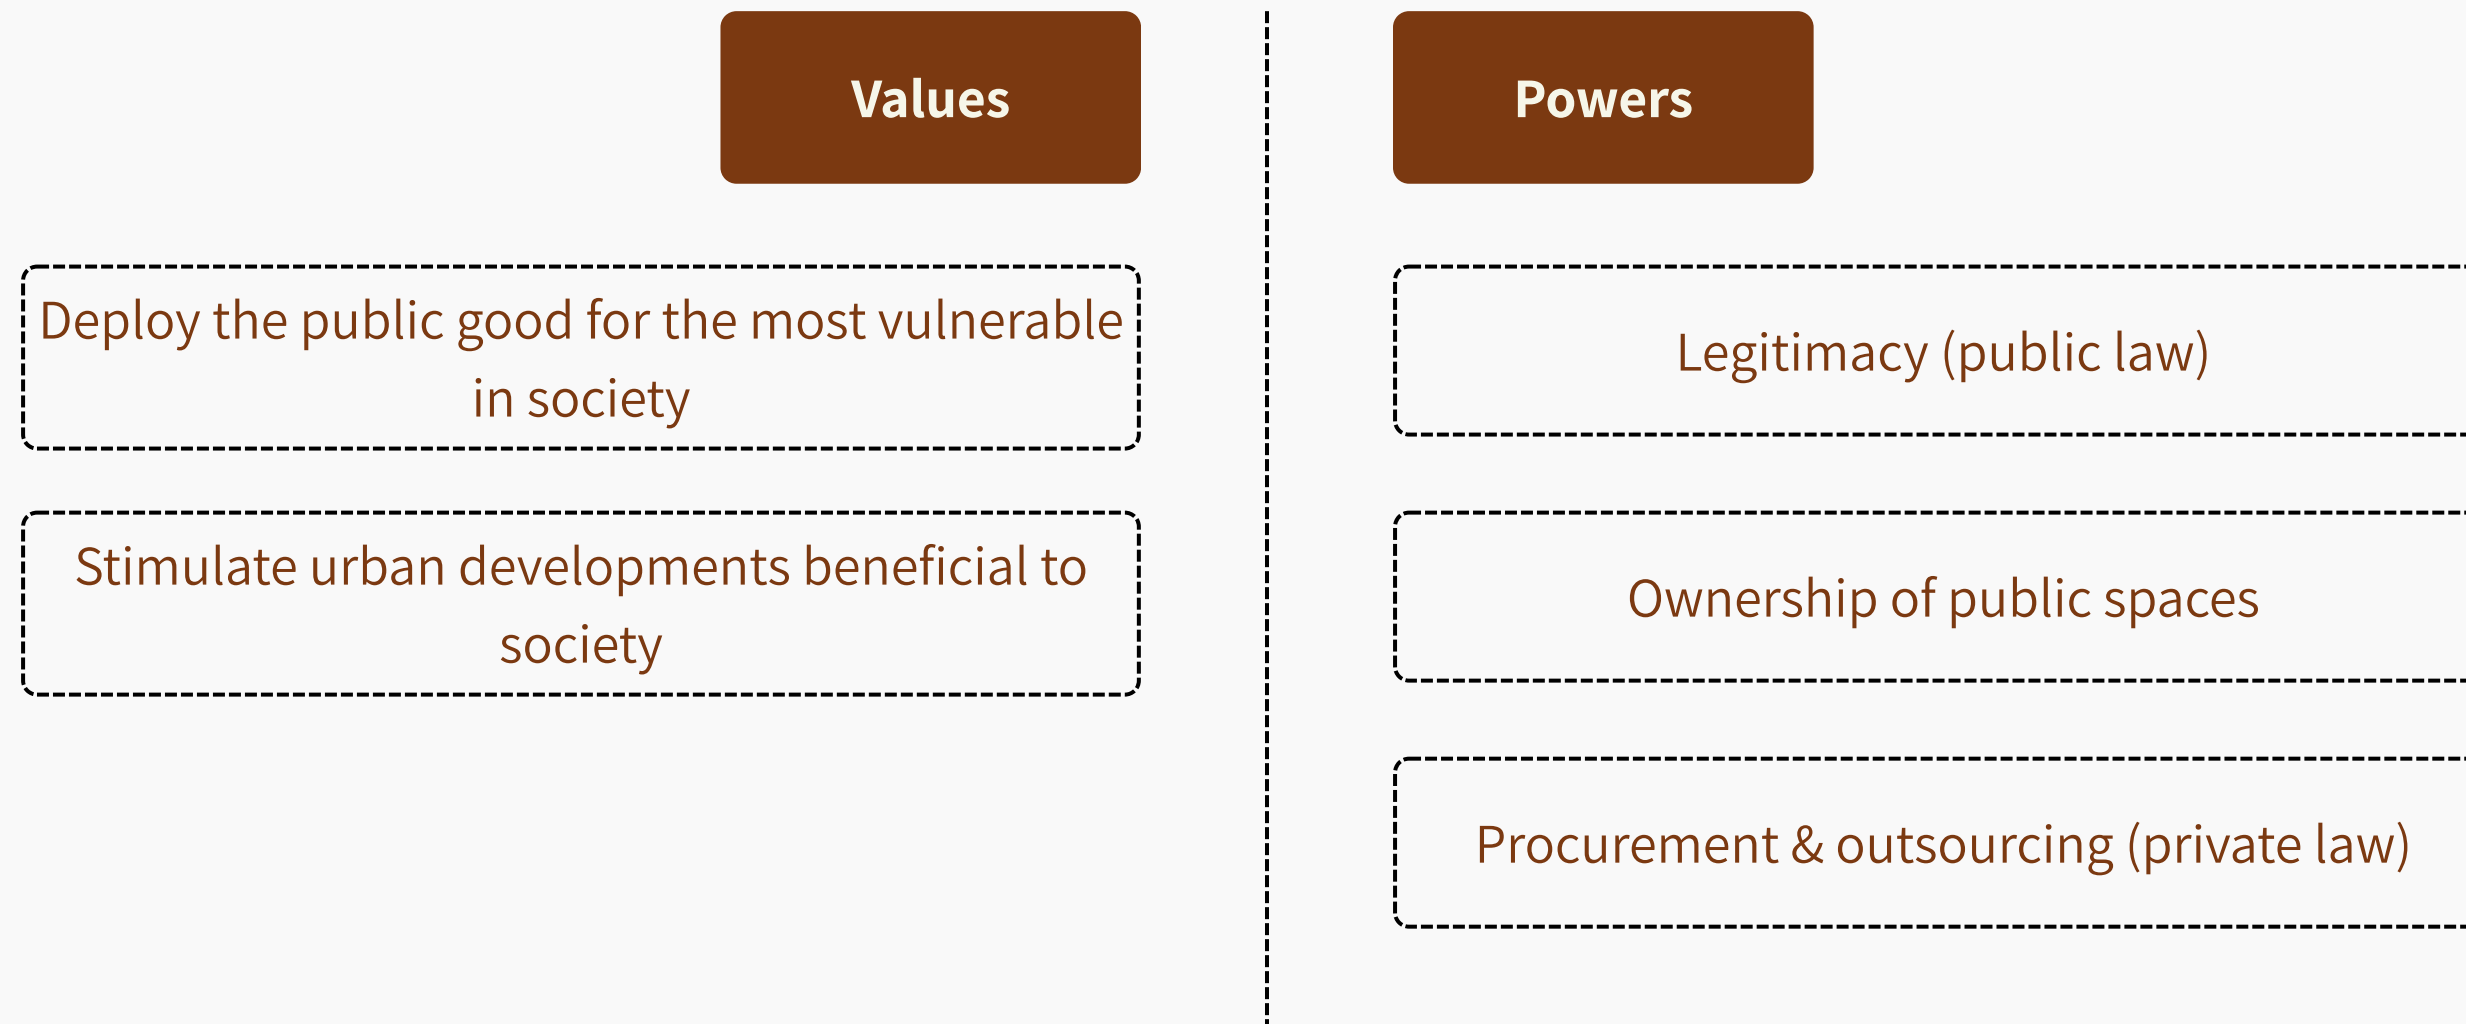 Values
Deploy the public good for the most vulnerable
in society
Stimulate urban developments beneficial to
society
Powers
Legitimacy (public law)
Ownership of public spaces
Procurement & outsourcing (private law)